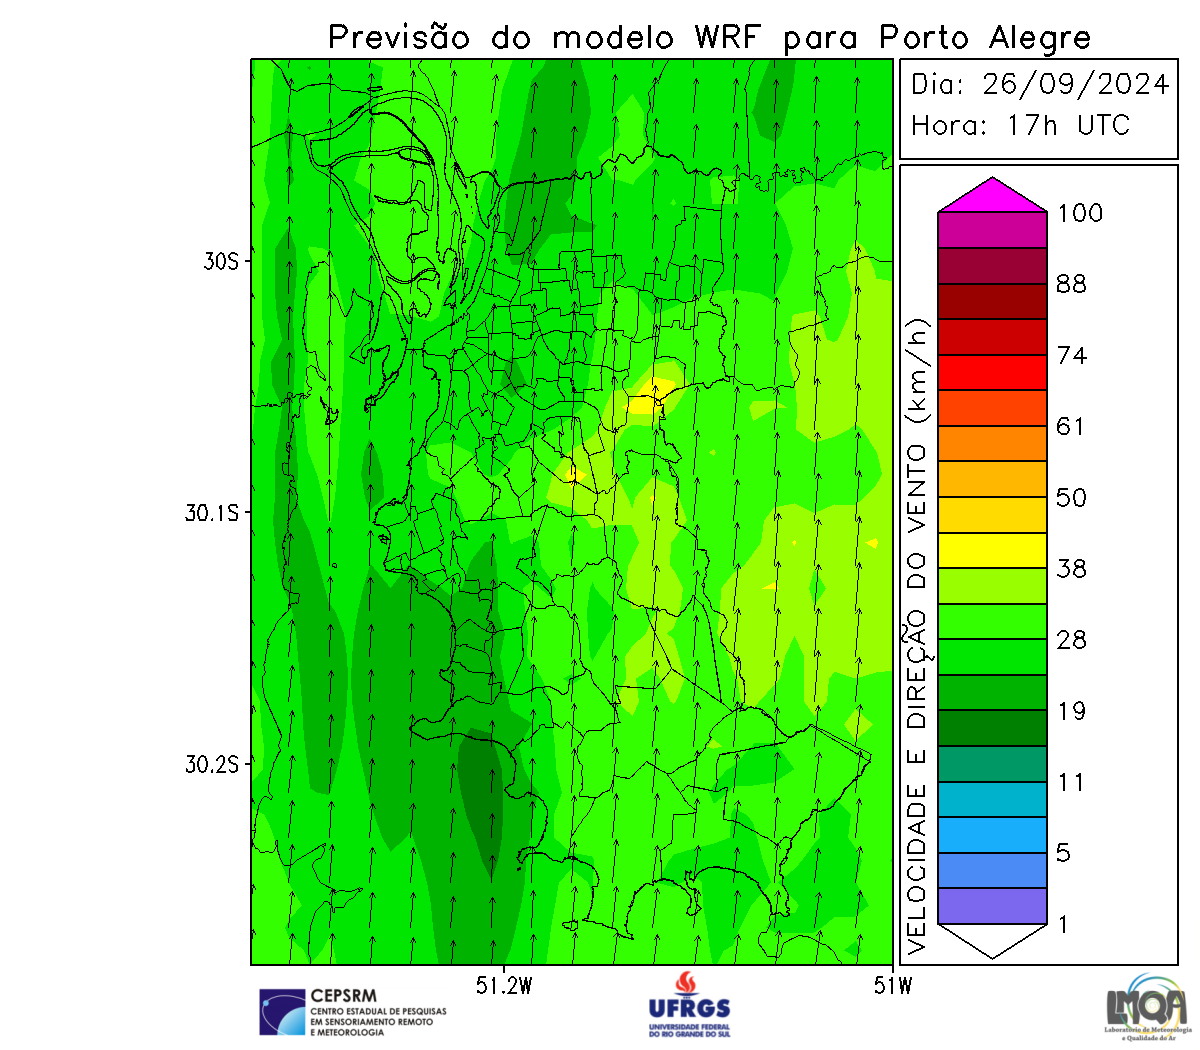 Previsão do modelo WRF para Porto Alegre
Dia: 26/09/2024
Hora: 17h UTC
30S
30.1S
30.2S
51.2W
51W
VELOCIDADE E DIREÇÃO DO VENTO (km/h)
100
88
74
61
50
38
28
19
11
5
1
CEPSRM
CENTRO ESTADUAL DE PESQUISAS
EM SENSORIAMENTO REMOTO
E METEOROLOGIA
UFRGS
UNIVERSIDADE FEDERAL
DO RIO GRANDE DO SUL
LMQA
Laboratório de Meteorologia
e Qualidade do Ar